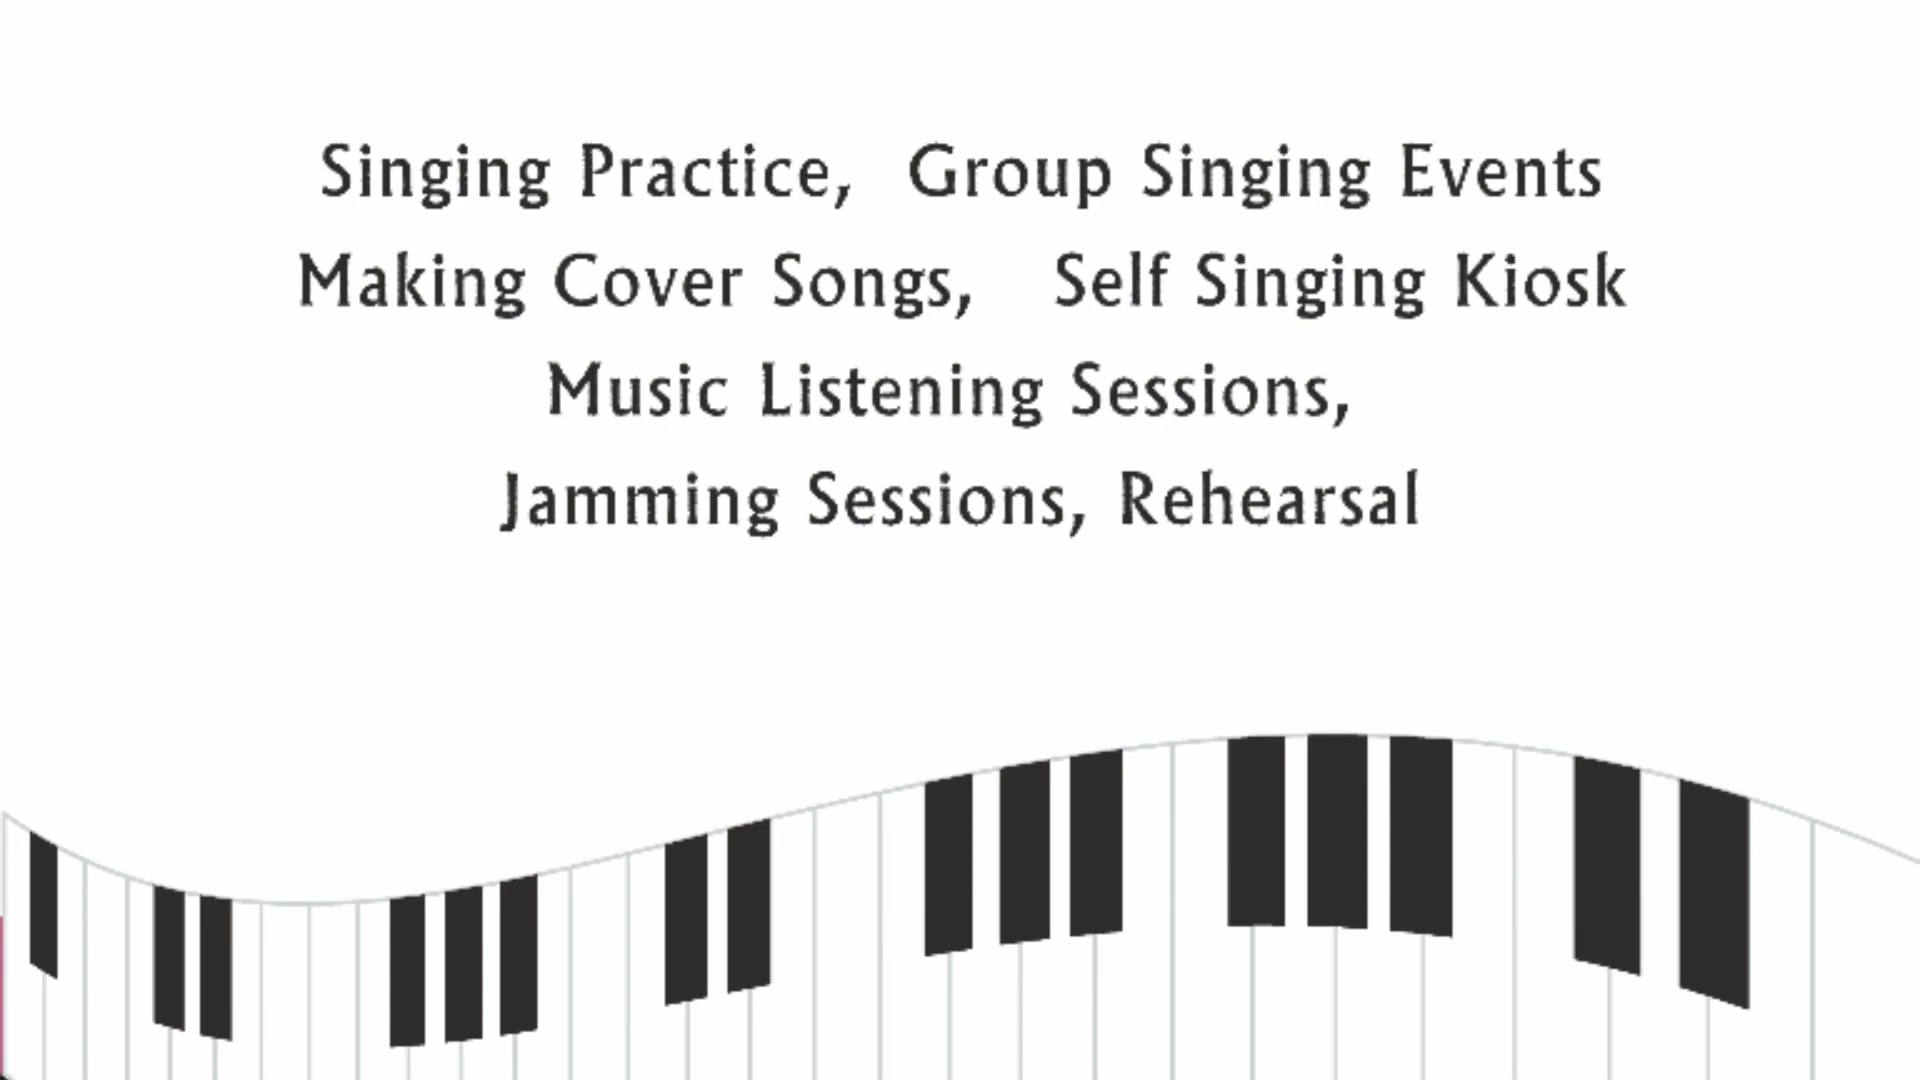 Singing Practice, Group Singing Events
Making Cover Songs, Self Singing Kiosk
Music Listening Sessions,
Jamming Sessions, Rehearsal